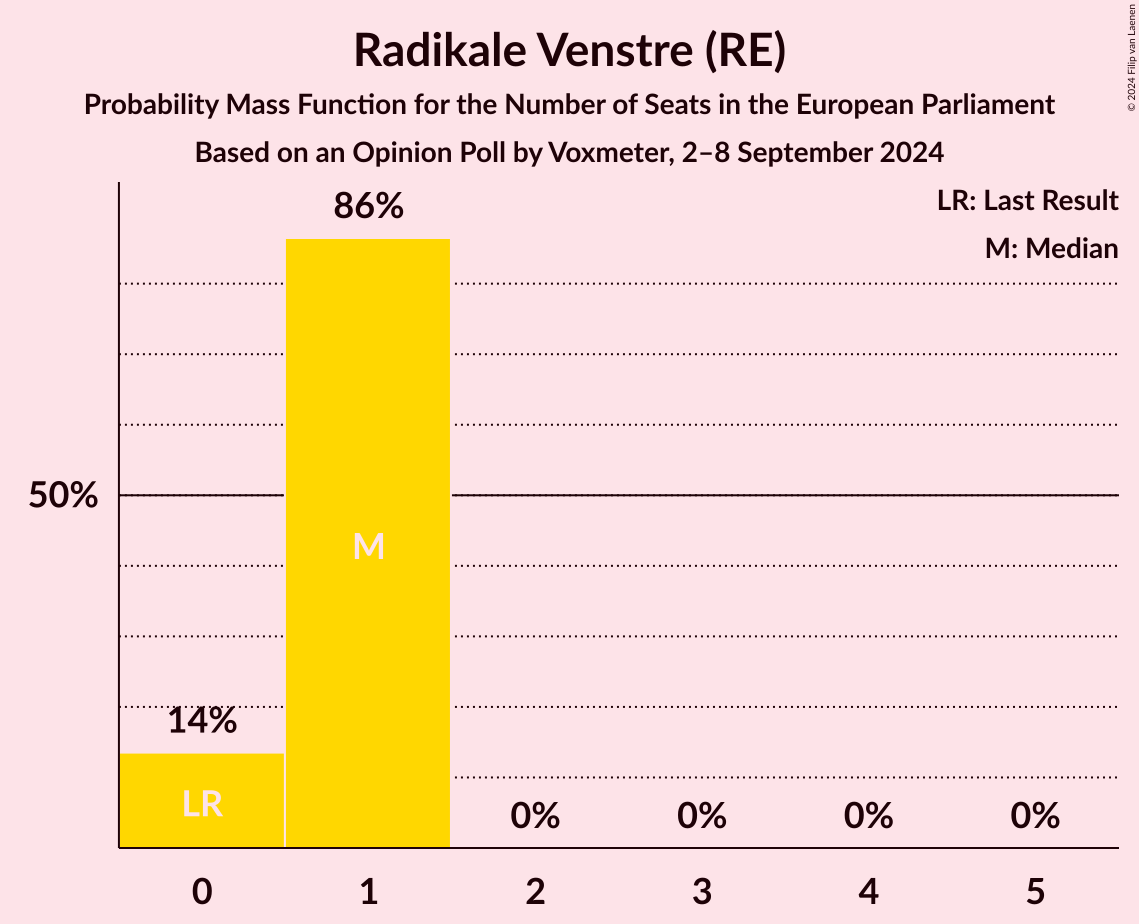 Radikale Venstre (RE)
Probability Mass Function for the Number of Seats in the European Parliament
Based on an Opinion Poll by Voxmeter, 2–8 September 2024
© 2024 Filip van Laenen
LR: Last Result
M: Median
86%
50%
M
14%
LR
0% 0% 0% 0%
0 1 2 3 4 5